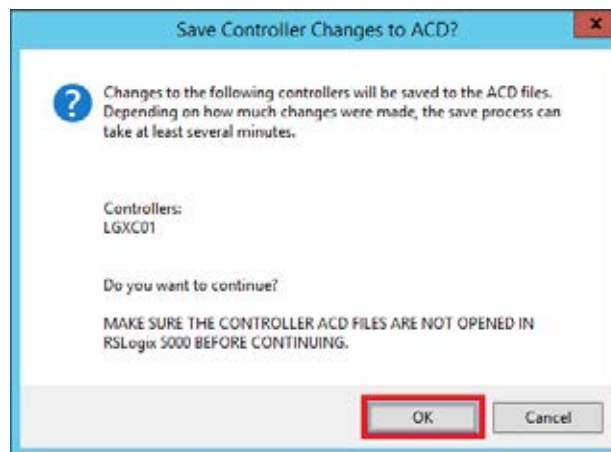 Save Controller Changes to ACD?
x
Changes to the following controllers will be saved to the ACD files.
Depending on how much changes were made, the save process can
take at least several minutes.
Controllers:
LGXC01
Do you want to continue?
MAKE SURE THE CONTROLLER ACD FILES ARE NOT OPENED IN
RSLogix 5000 BEFORE CONTINUING.
OK
Cancel